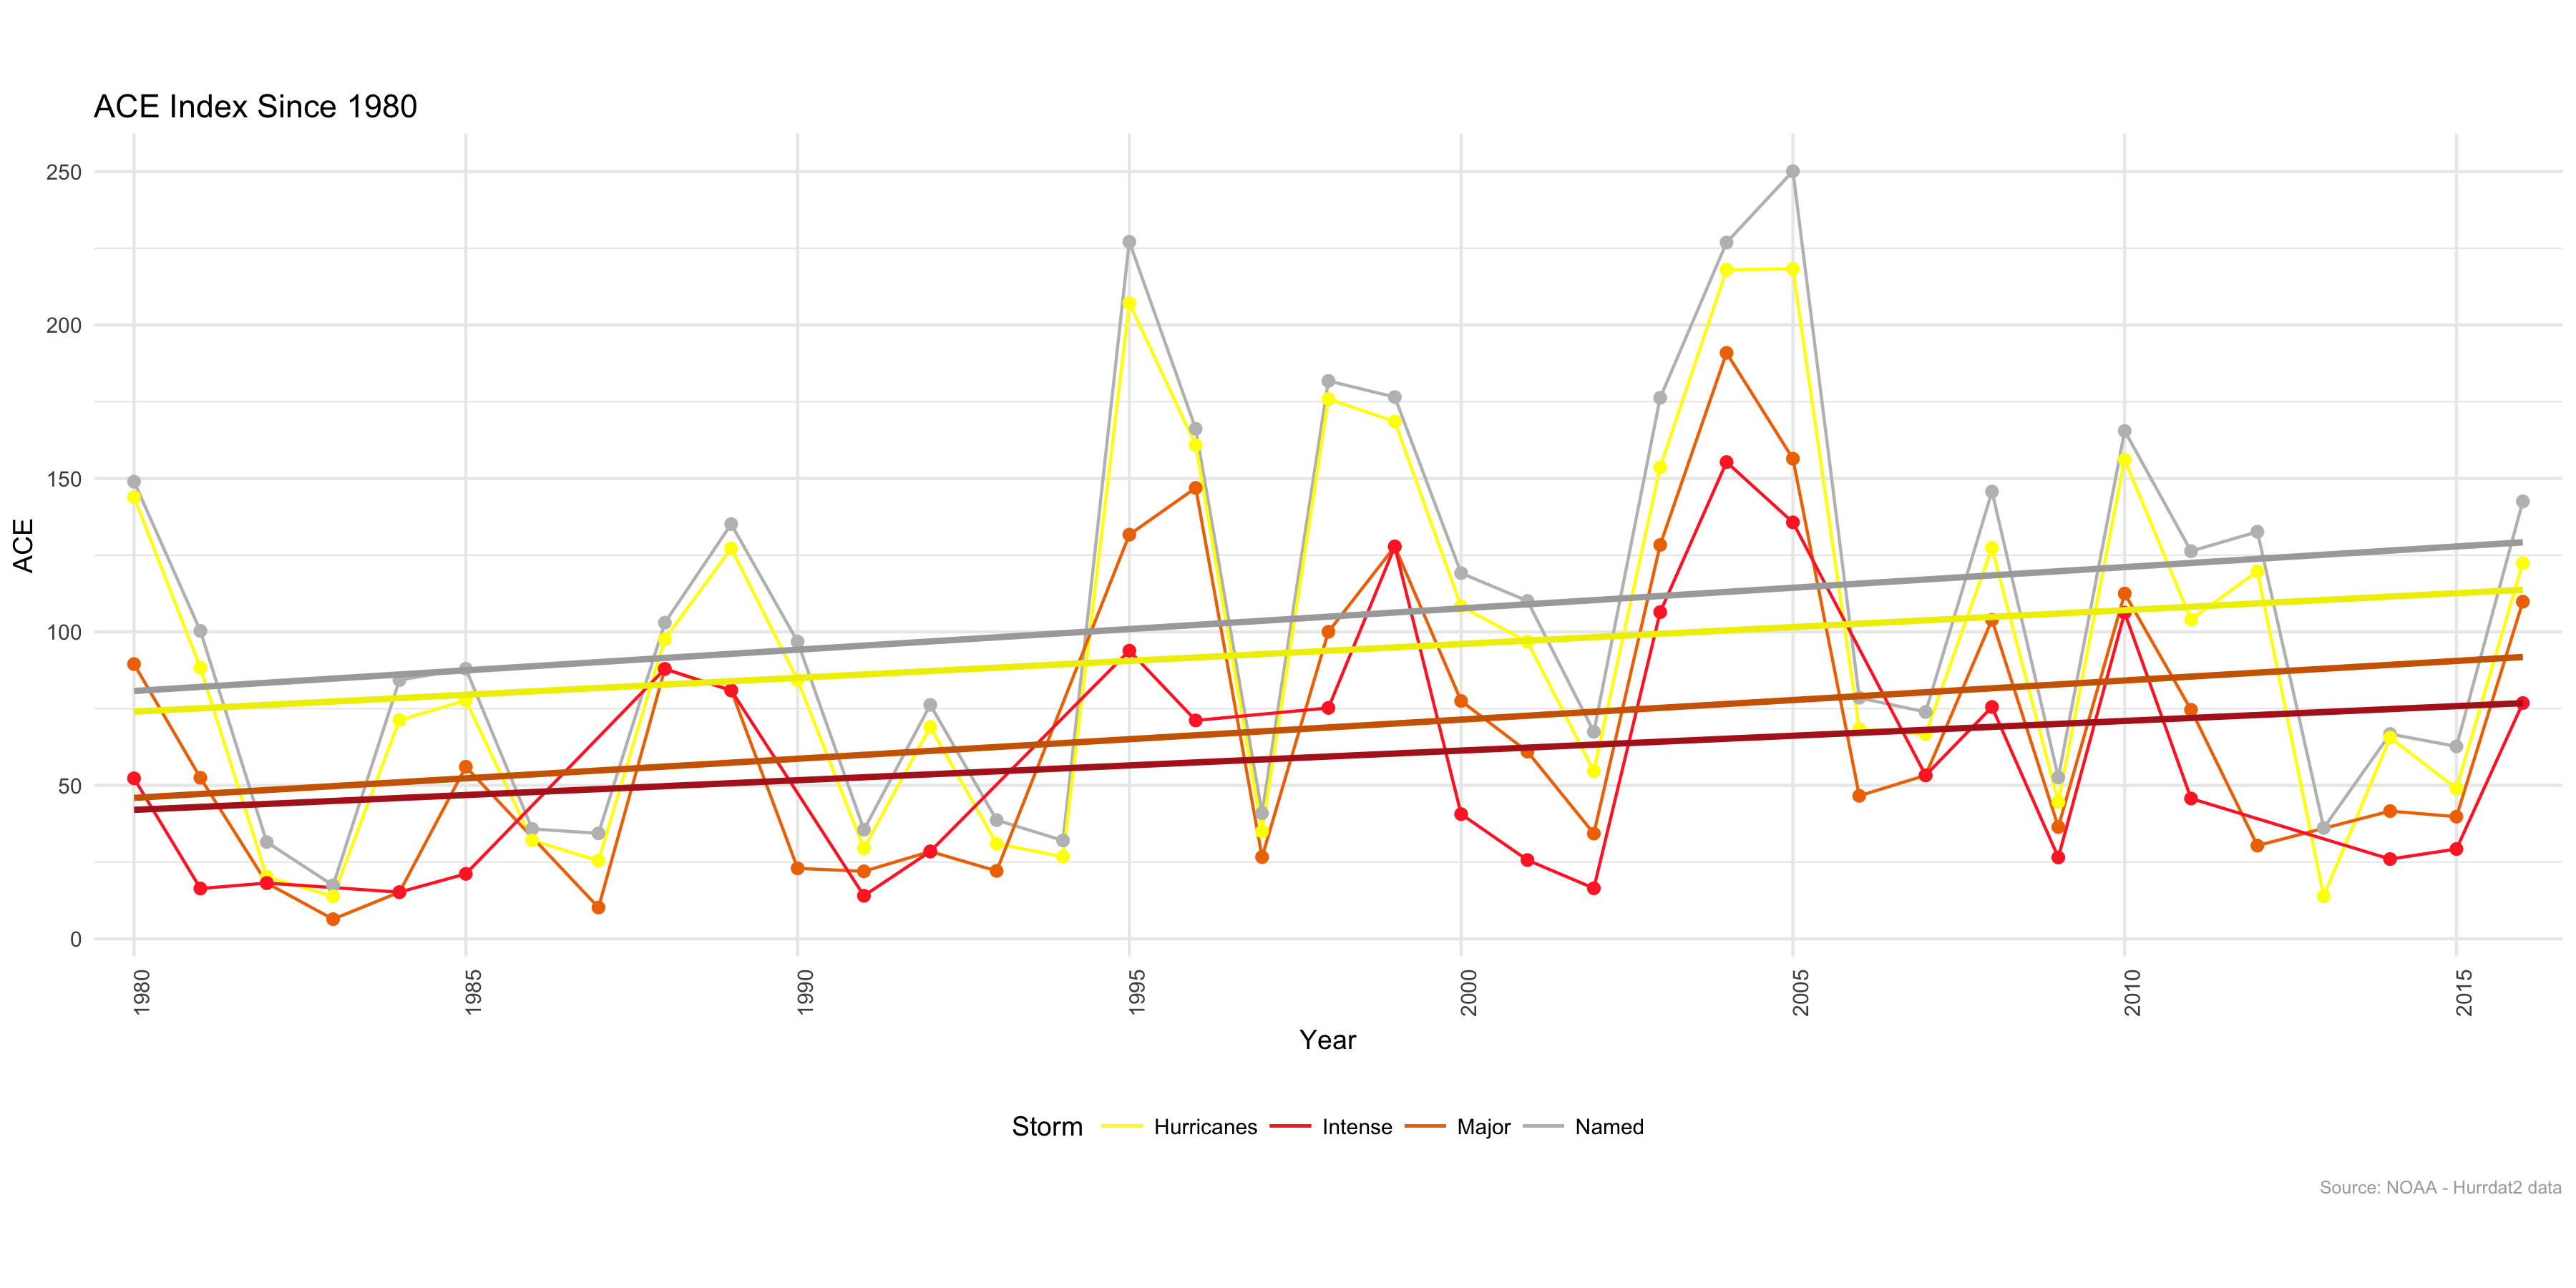 ACE Index Since 1980
250
200
150
100
50
0
ACE
1980 1985 1990 1995 2000 2005 2010 2015
Year
Storm Hurricanes Intense Major Named
Source: NOAA - Hurrdat2 data